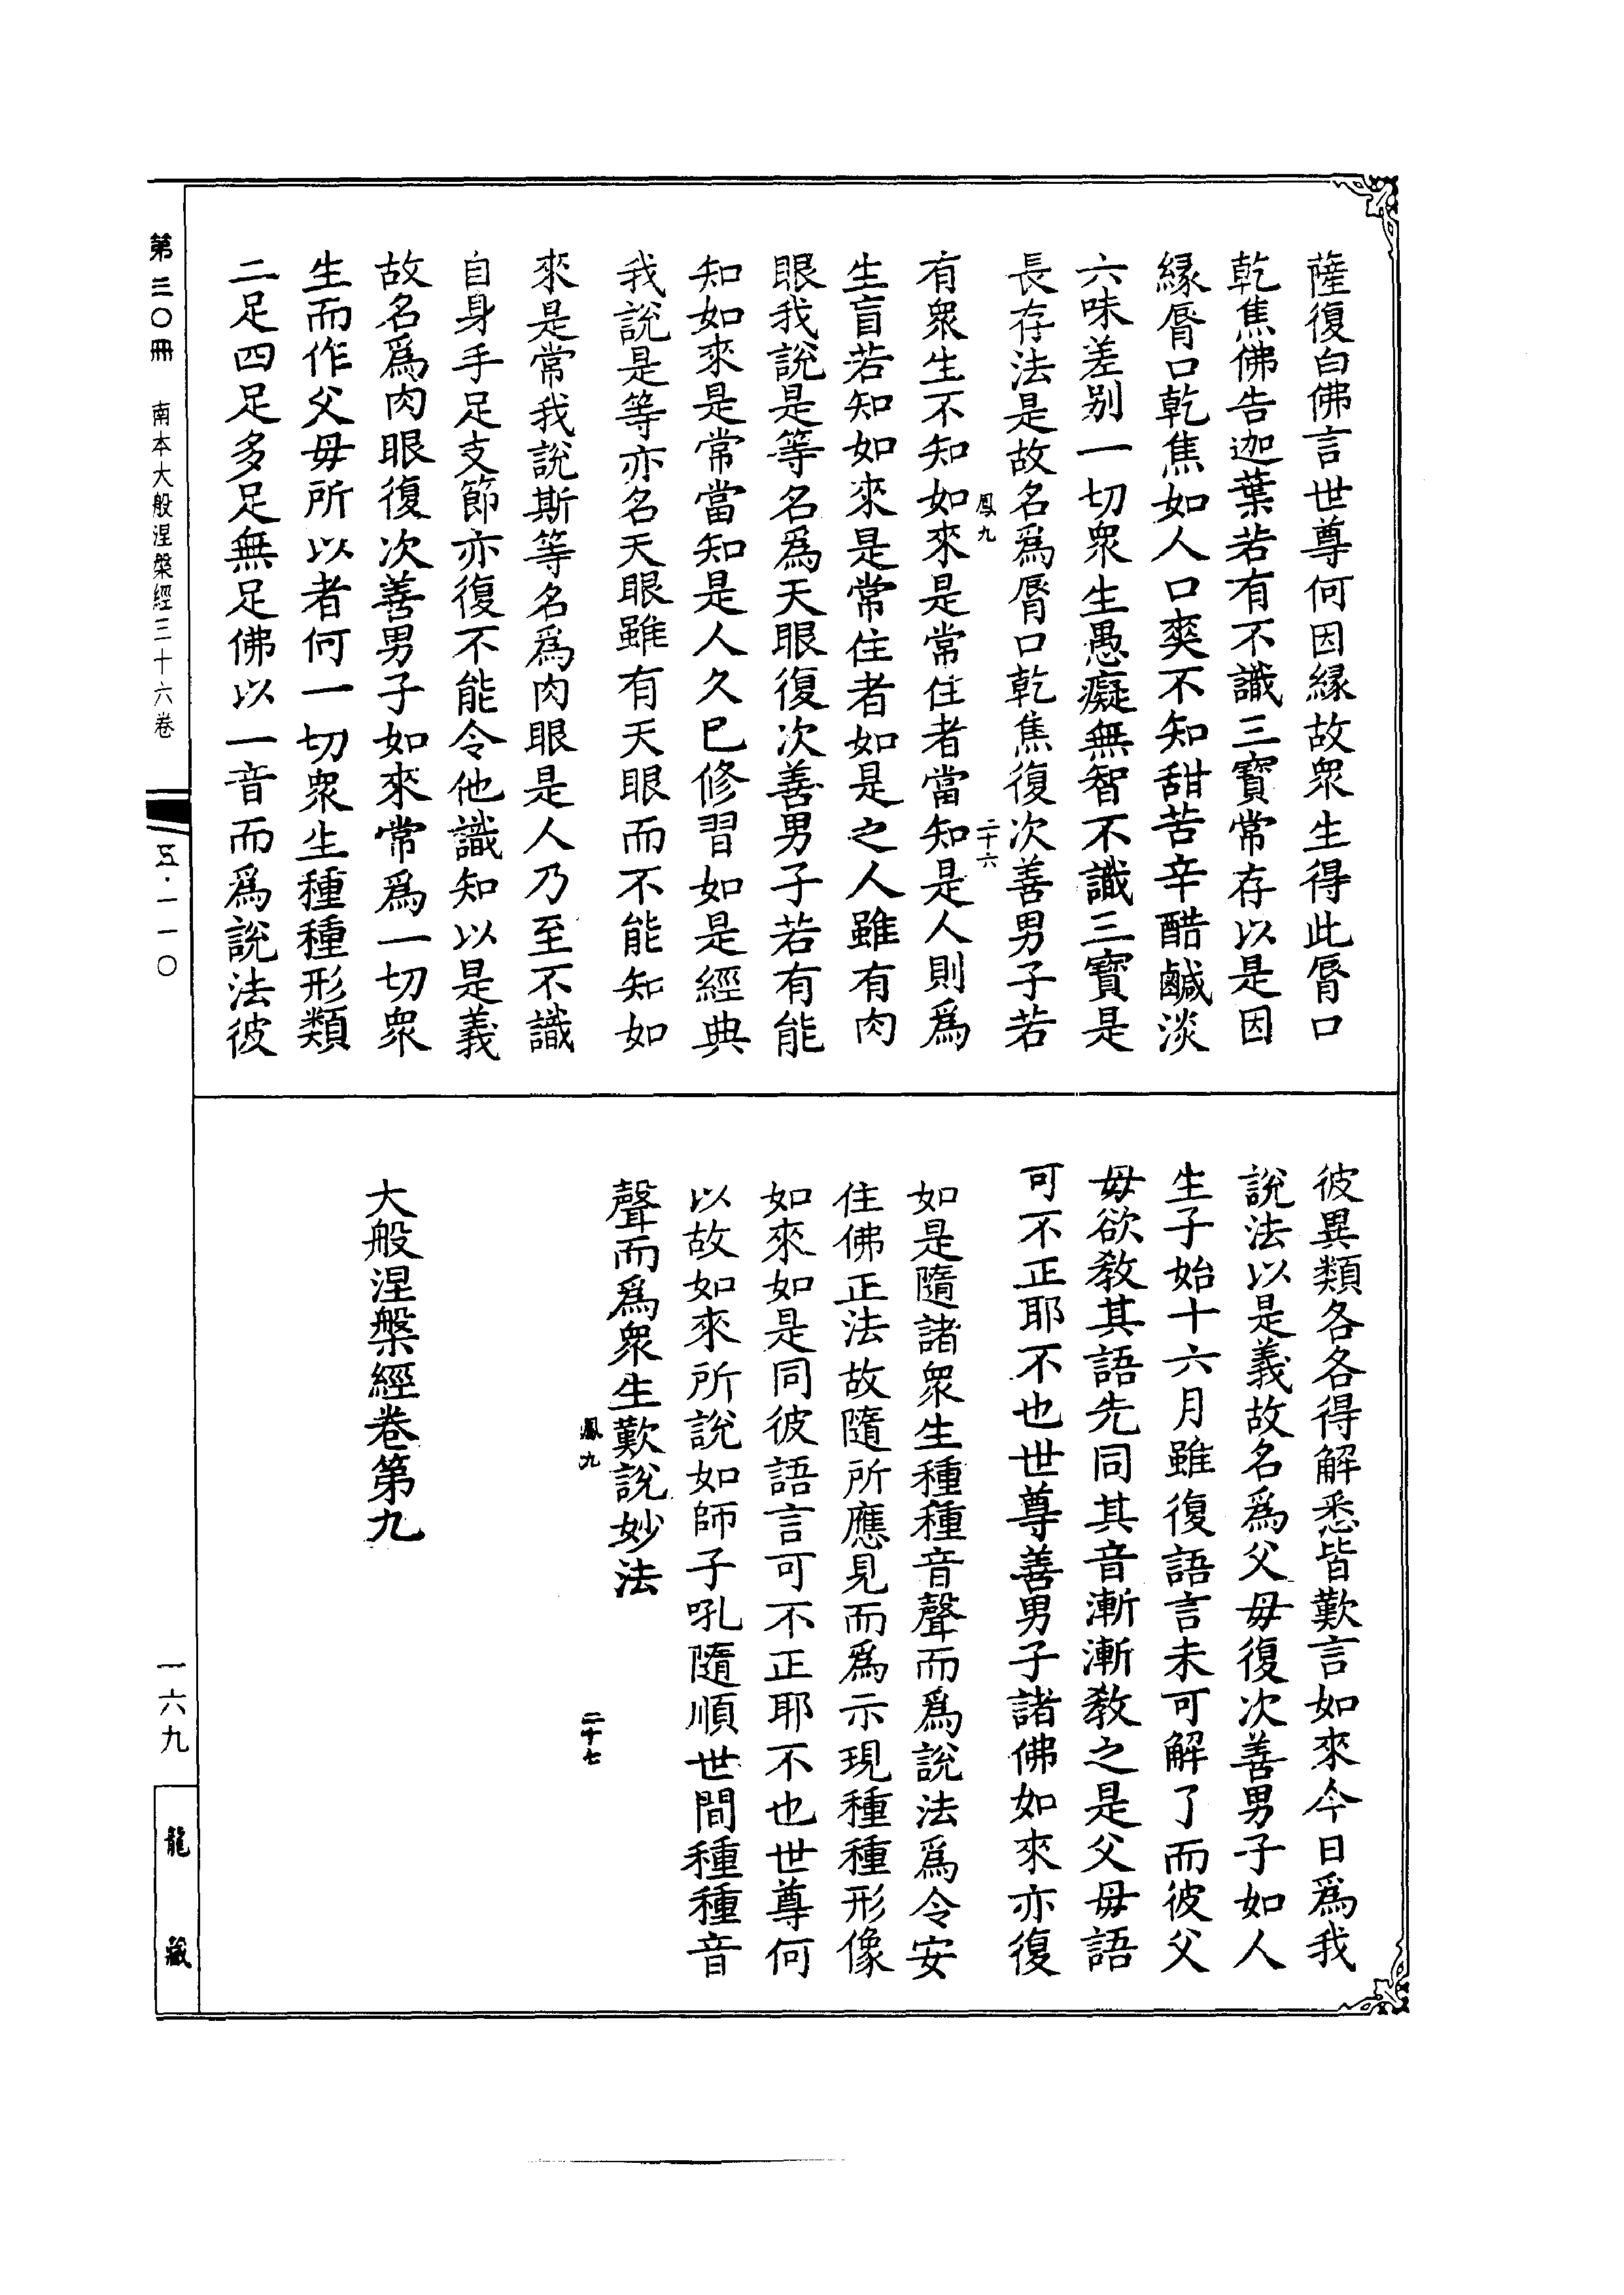 薩復白佛言世尊何因緣故衆生得此脣口
乾焦佛告迦葉若有不識三寶常存以是因
緣脣口乾焦如人口爽不知甜苦辛酷鹹淡
六味差別一切衆生愚癡無智不識三寶是
長存法是故名爲脣口乾焦復次善男子若
鳳九
二十六
有衆生不知如來是常住者當知是人則爲
生盲若知如來是常住者如是之人雖有肉
眼我說是等名爲天眼復次善男子若有能
知如來是常當知是人久已修習如是經典
我說是等亦名天眼雖有天眼而不能知如
來是常我說斯等名爲肉眼是人乃至不識
自身手足支節亦復不能令他識知以是義
故名爲肉眼復次善男子如來常爲一切衆
生而作父毋所以者何一切衆生種種形類
二足四足多足無足佛以一音而爲說法彼
彼異類各各得解悉皆歎言如來今日爲我
說法以是義故名爲父毋復次善男子如人
生子始十六月雖復語言未可解了而彼父
毋欲教其語先同其音漸漸教之是父毋語
可不正耶不也世尊善男子諸佛如來亦復
如是隨諸衆生種種音聲而爲說法爲令安
住佛正法故隨所應見而爲示現種種形像
如來如是同彼語言可不正耶不也世尊何
以故如來所說如師子吼隨順世間種種音
聲而爲衆生歎說妙法
鳳九
二十七
大般涅槃經卷第九
第三〇冊
南本大般涅槃經三十六卷
五·一一〇
一六九
龍藏